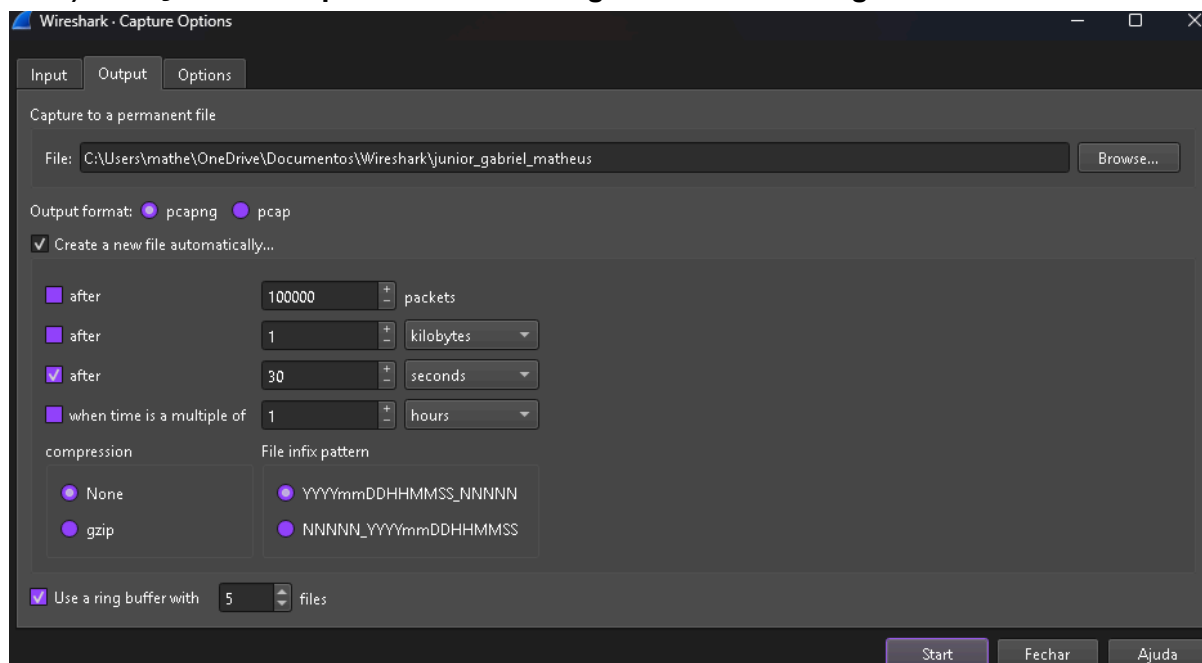 Wireshark · Capture Options
Input Output Options
Capture to a permanent file
File: C:\Users\mathe\OneDrive\Documentos\Wireshark\junior_gabriel_matheus Browse...
Output format: pcapng pcap
Create a new file automatically...
after 100000 packets
after 1 kilobytes
after 30 seconds
when time is a multiple of 1 hours
compression File infix pattern
None YYYYmmDDHHMMSS_NNNNN
gzip NNNNN_YYYYmmDDHHMMSS
Use a ring buffer with 5 files
Start Fechar Ajuda